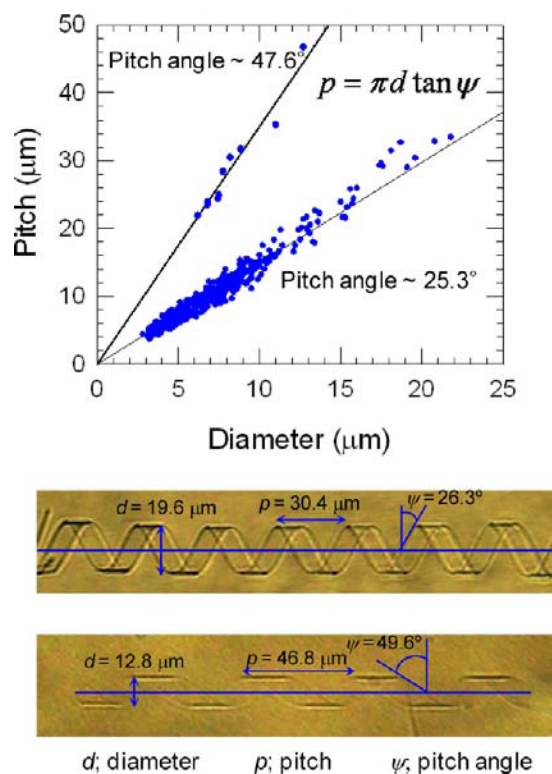 50
Pitch angle ~ 47.6°
p = πd tan ψ
40
30
20
Pitch angle ~ 25.3°
10
0
0 5 10 15 20 25
Pitch (μm)
Diameter (μm)
d = 19.6 μm
p = 30.4 μm
ψ=26.3°
d = 12.8 μm
p = 46.8 μm
ψ=49.6°
d; diameter p; pitch ψ; pitch angle